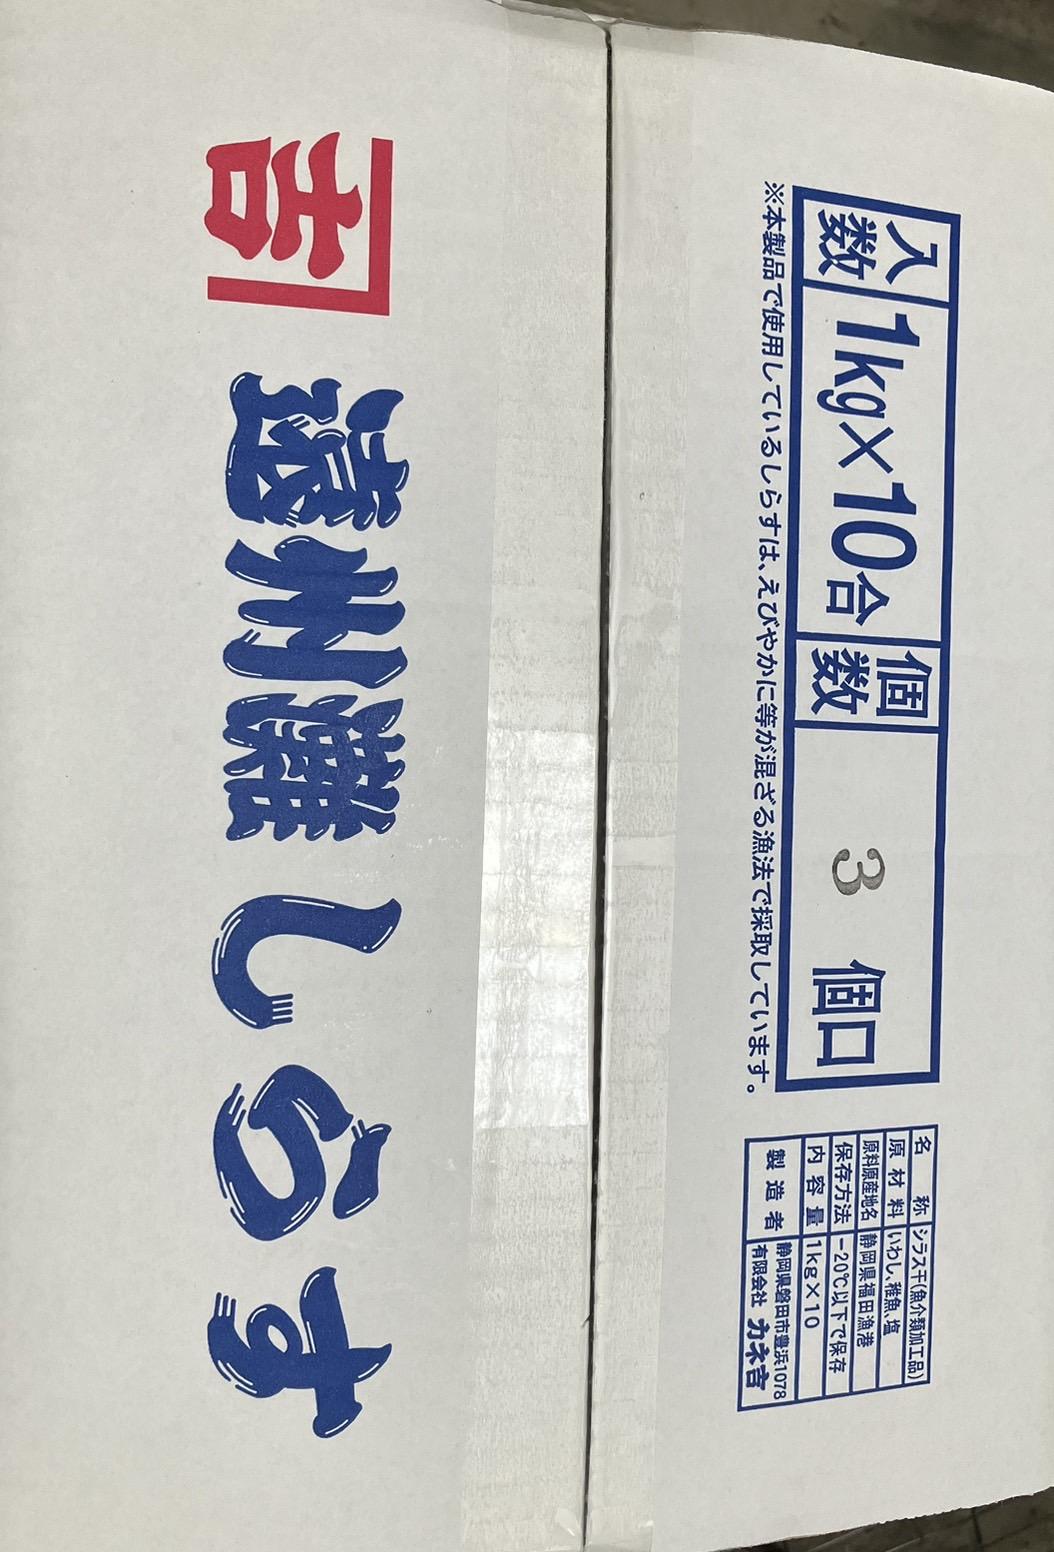 入数 1kg×10合 個数 3 個口
※本製品で使用しているしらすは、えびやかに等が混ざる漁法で採取しています。
名称 シラス干(魚介類加工品)
原材料 いわし、稚魚、塩
原料原産地名 静岡県福田漁港
保存方法 -20℃以下で保存
内容量 1kg×10
製造者 静岡県磐田市豊浜1078
有限会社 カネ吉
吉 遠州灘しらす